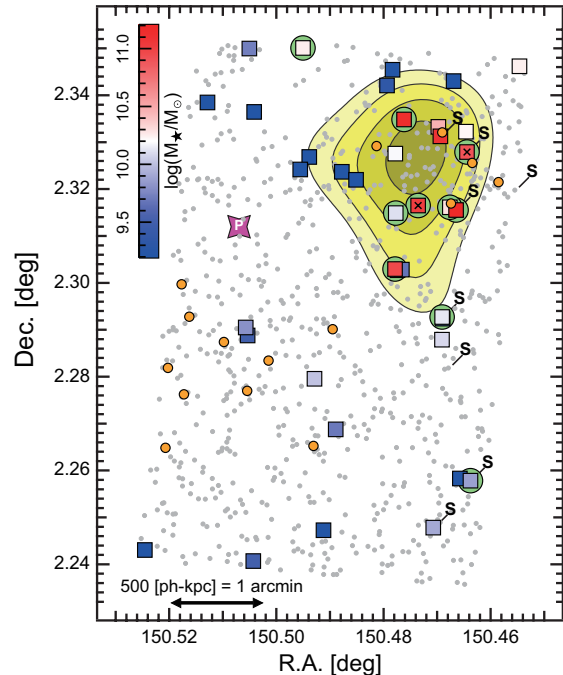 2.34
2.32
2.30
2.28
2.26
2.24
Dec. [deg]
11.0
10.5
10.0
9.5
log(M★/M☉)
P
S
S
S
S
S
S
S
S
500 [ph-kpc] = 1 arcmin
150.52
150.50
150.48
150.46
R.A. [deg]